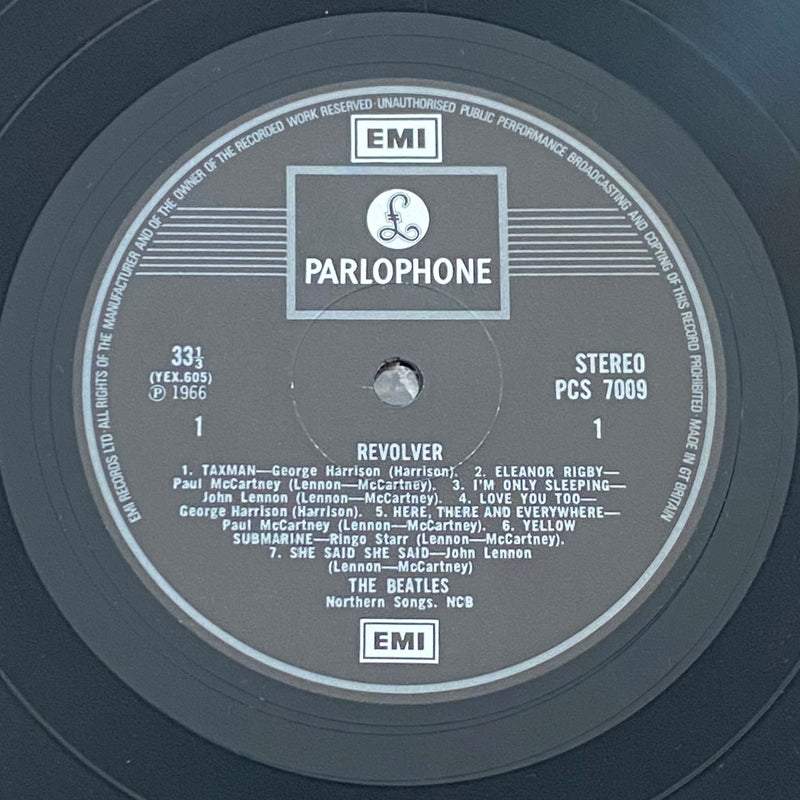 EMI RECORDS LTD·ALL RIGHTS OF THE MANUFACTURER AND OF THE OWNER OF THE RECORDED WORK RESERVED·UNAUTHORISED PUBLIC PERFORMANCE BROADCASTING AND COPYING OF THIS RECORD PROHIBITED·MADE IN GT BRITAIN
EMI
£
PARLOPHONE
33⅓
(YEX.605)
℗ 1966
1
STEREO
PCS 7009
1
REVOLVER
1. TAXMAN—George Harrison (Harrison). 2. ELEANOR RIGBY—
Paul McCartney (Lennon—McCartney). 3. I'M ONLY SLEEPING—
John Lennon (Lennon—McCartney). 4. LOVE YOU TOO—
George Harrison (Harrison). 5. HERE, THERE AND EVERYWHERE—
Paul McCartney (Lennon—McCartney). 6. YELLOW
SUBMARINE—Ringo Starr (Lennon—McCartney).
7. SHE SAID SHE SAID—John Lennon
(Lennon—McCartney)
THE BEATLES
Northern Songs. NCB
EMI